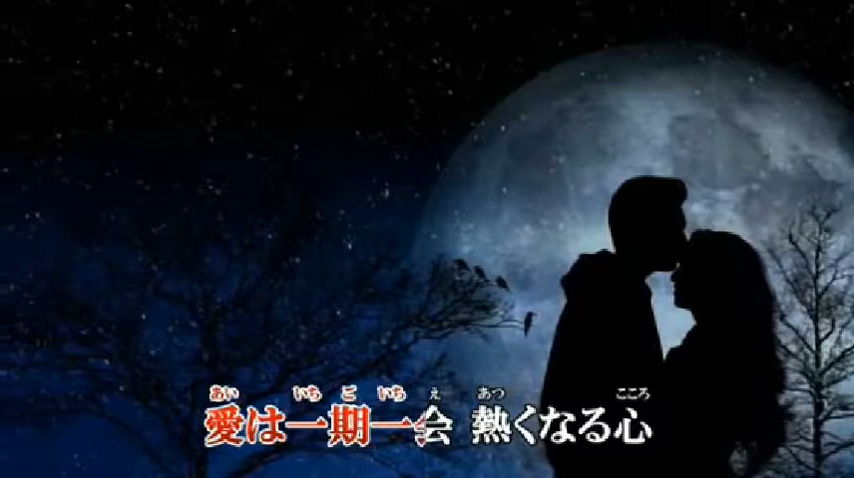 あい いち ご いち え あつ こころ
愛は一期一会 熱くなる心